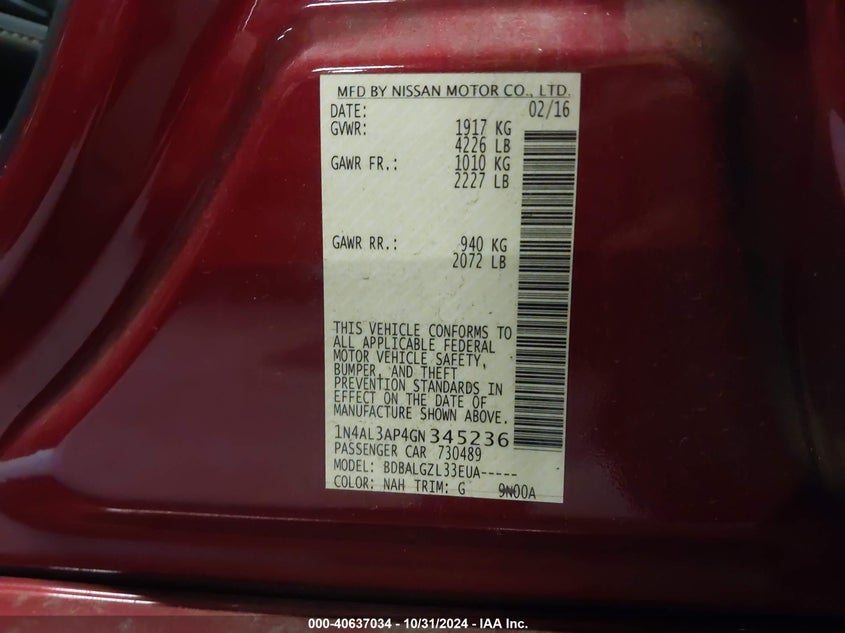 MFD BY NISSAN MOTOR CO., LTD.
DATE: 02/16
GVWR: 1917 KG
4226 LB
GAWR FR.: 1010 KG
2227 LB
GAWR RR.: 940 KG
2072 LB
THIS VEHICLE CONFORMS TO
ALL APPLICABLE FEDERAL
MOTOR VEHICLE SAFETY,
BUMPER, AND THEFT
PREVENTION STANDARDS IN
EFFECT ON THE DATE OF
MANUFACTURE SHOWN ABOVE.
1N4AL3AP4GN345236
PASSENGER CAR 730489
MODEL: BDBALGZL33EUA-----
COLOR: NAH TRIM: G 9N00A
000-40637034 - 10/31/2024 - IAA Inc.